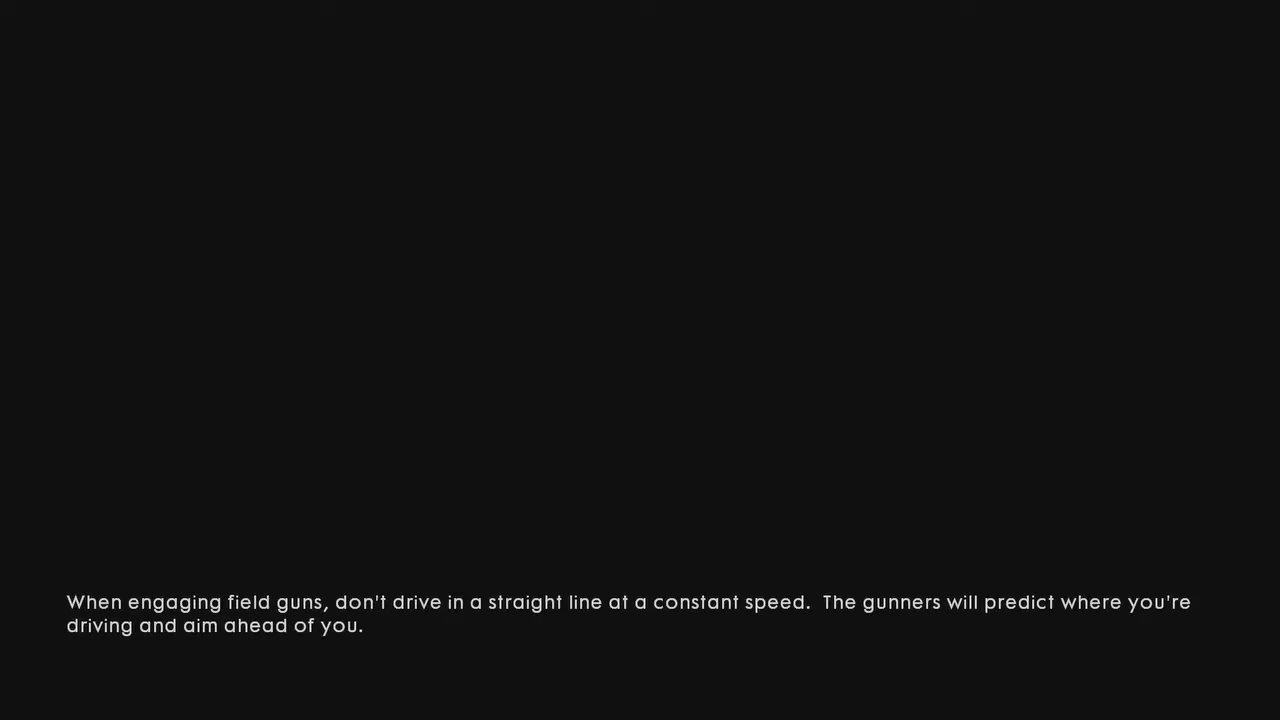 When engaging field guns, don't drive in a straight line at a constant speed.  The gunners will predict where you're
driving and aim ahead of you.